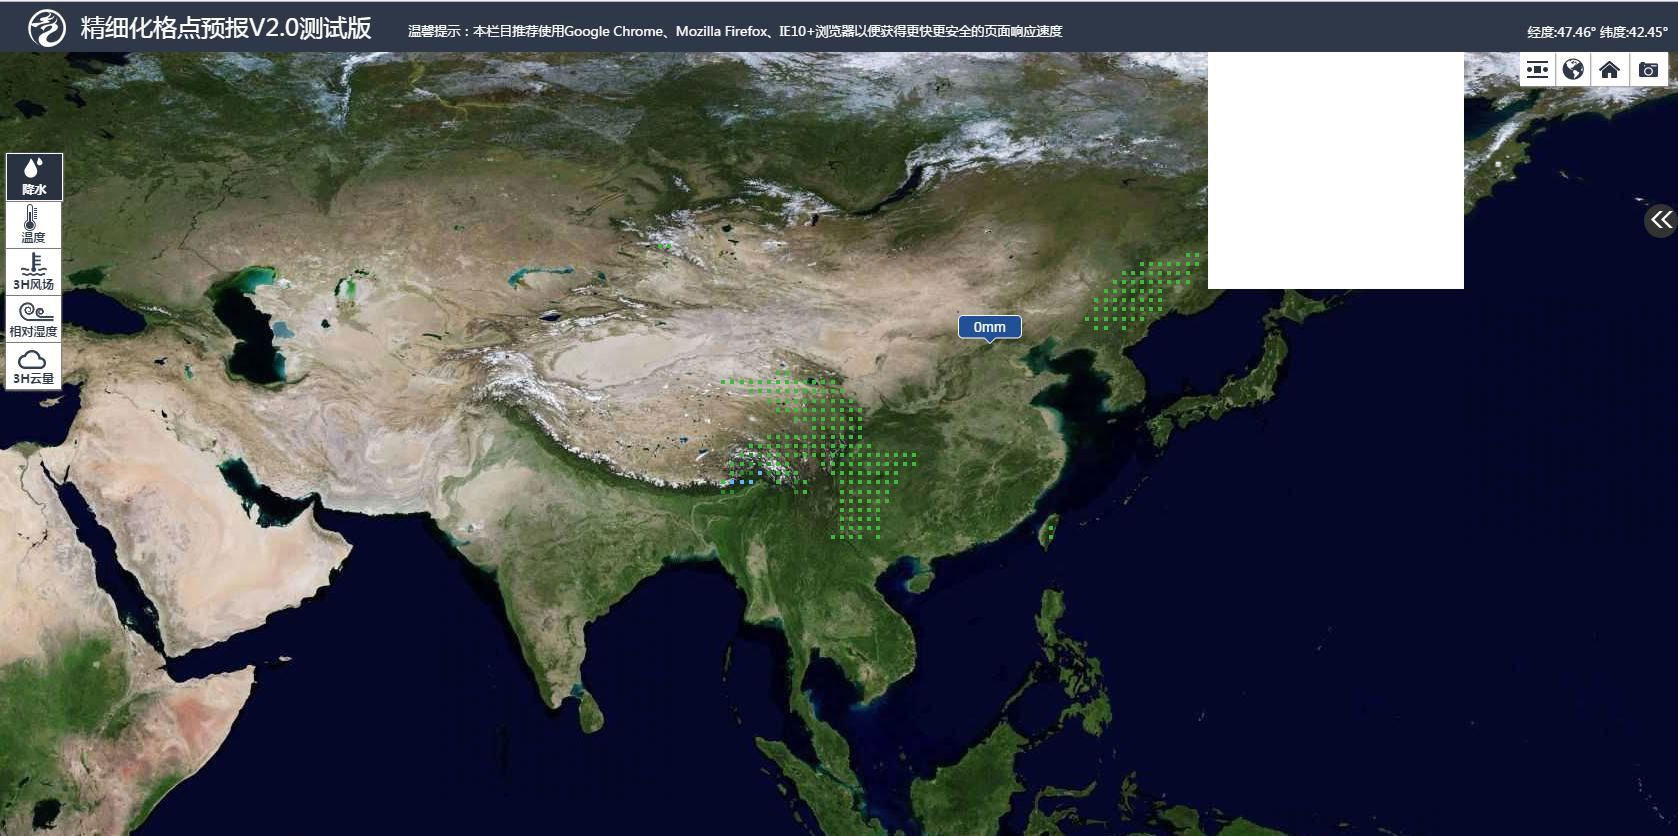 精细化格点预报V2.0测试版
温馨提示：本栏目推荐使用Google Chrome、Mozilla Firefox、IE10+浏览器以便获得更快更安全的页面响应速度
经度:47.46° 纬度:42.45°
降水
温度
3H风场
相对湿度
3H云量
0mm